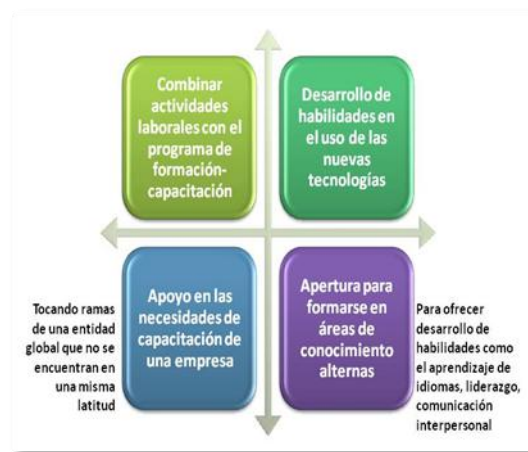 Combinar
actividades
laborales con el
programa de
formación-
capacitación
Desarrollo de
habilidades en
el uso de las
nuevas
tecnologías
Tocando ramas
de una entidad
global que no se
encuentran en
una misma
latitud
Apoyo en las
necesidades de
capacitación de
una empresa
Apertura para
formarse en
áreas de
conocimiento
alternas
Para ofrecer
desarrollo de
habilidades como
el aprendizaje de
idiomas, liderazgo,
comunicación
interpersonal